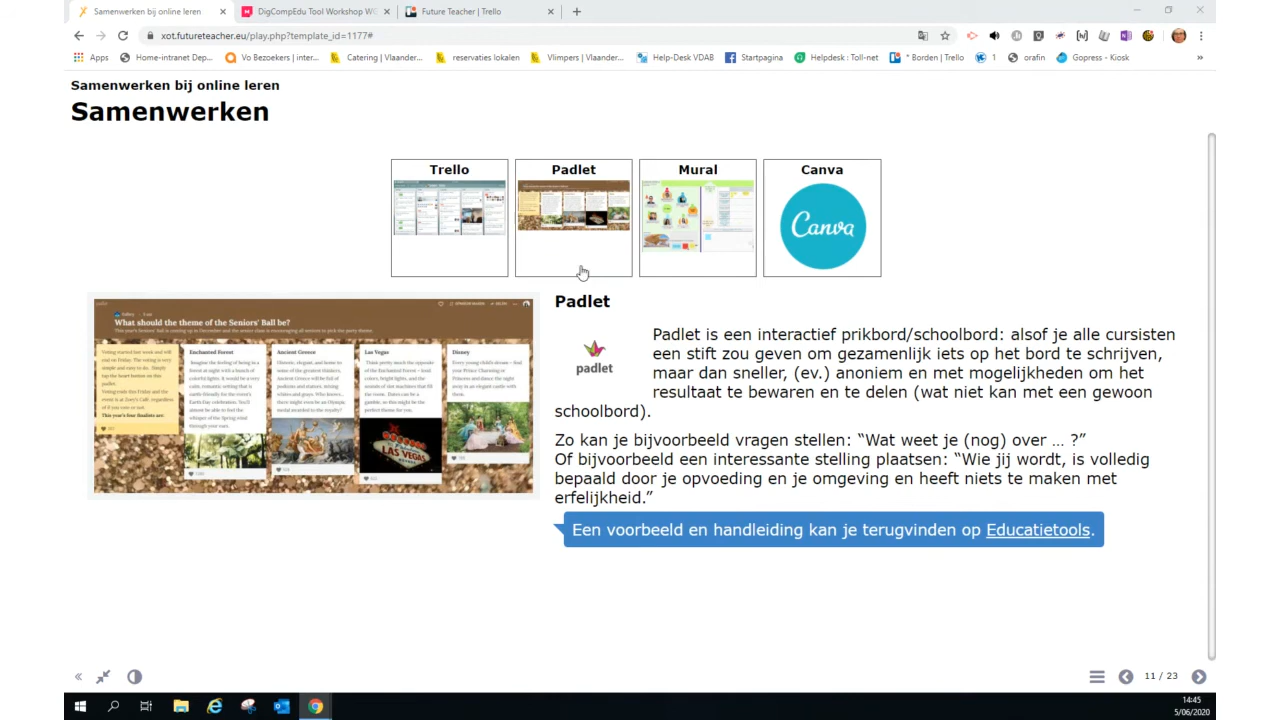 Samenwerken bij online leren
DigCompEdu Tool Workshop W
Future Teacher | Trello
xot.futureteacher.eu/play.php?template_id=1177#
Apps
Home-intranet Dep...
Vo Bezoekers | inter...
Catering | Vlaander...
reservaties lokalen
Vlimpers | Vlaander...
Help-Desk VDAB
Startpagina
Helpdesk : Toll-net
* Borden | Trello
1
orafin
Gopress - Kiosk
»
Samenwerken bij online leren
Samenwerken
Trello
Padlet
Mural
Canva
Canva
What should the theme of the Seniors' Ball be?
Enchanted Forest
Ancient Greece
Las Vegas
Disney
This year's four finalists are:
LAS VEGAS
Padlet
padlet
Padlet is een interactief prikbord/schoolbord: alsof je alle cursisten
een stift zou geven om gezamenlijk iets op het bord te schrijven,
maar dan sneller, (ev.) anoniem en met mogelijkheden om het
resultaat te bewaren en te delen (wat niet kan met een gewoon
schoolbord).
Zo kan je bijvoorbeeld vragen stellen: “Wat weet je (nog) over … ?”
Of bijvoorbeeld een interessante stelling plaatsen: “Wie jij wordt, is volledig
bepaald door je opvoeding en je omgeving en heeft niets te maken met
erfelijkheid.”
Een voorbeeld en handleiding kan je terugvinden op Educatietools.
11 / 23
14:45
5/06/2020